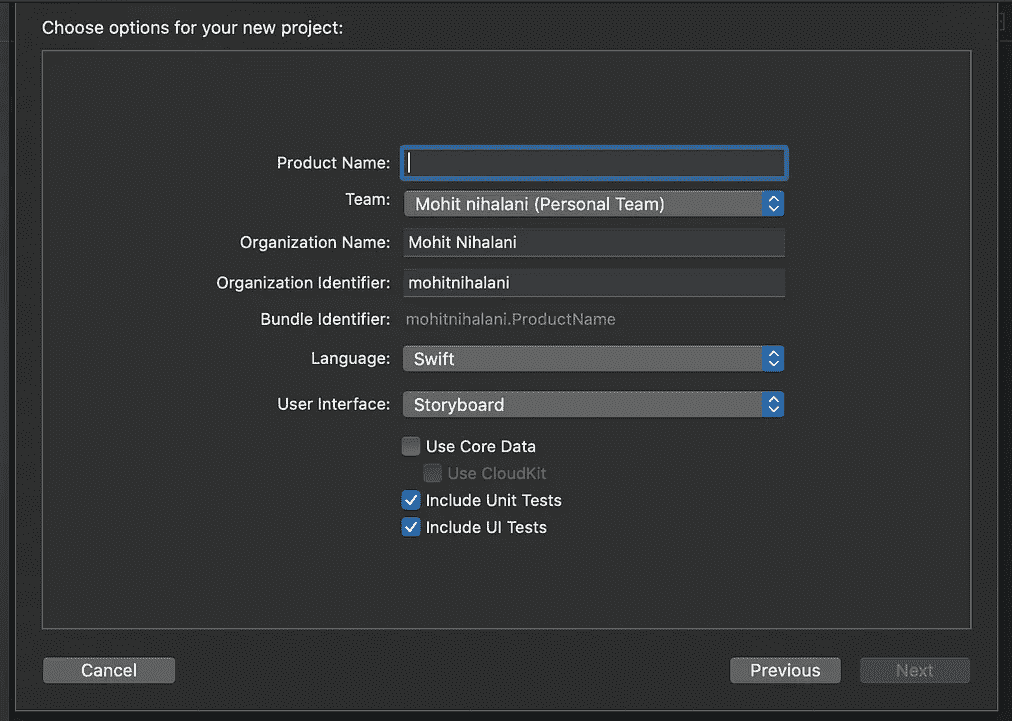 Choose options for your new project:
Product Name:
Team: Mohit nihalani (Personal Team)
Organization Name: Mohit Nihalani
Organization Identifier: mohitnihalani
Bundle Identifier: mohitnihalani.ProductName
Language: Swift
User Interface: Storyboard
Use Core Data
Use CloudKit
Include Unit Tests
Include UI Tests
Cancel Previous Next